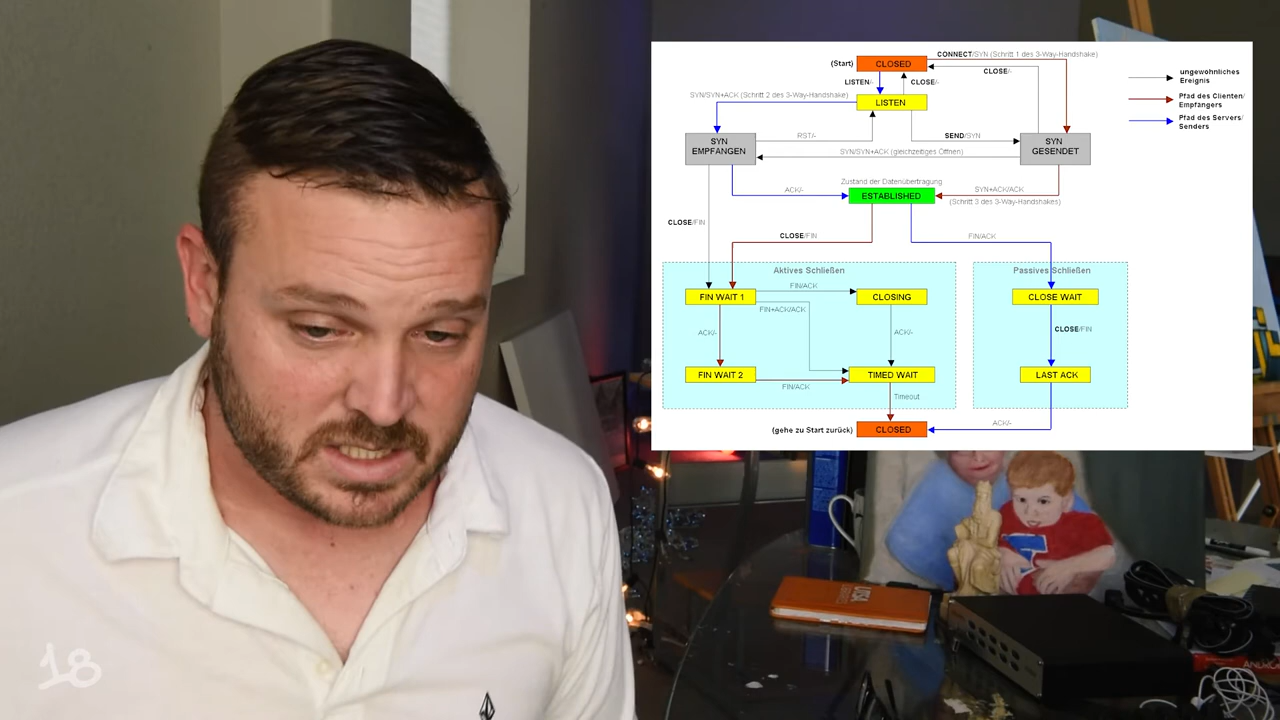 CONNECT/SYN (Schritt 1 des 3-Way-Handshake)
(Start)
CLOSED
CLOSE/-
ungewöhnliches
Ereignis
LISTEN/-
CLOSE/-
Pfad des Clienten/
Empfängers
SYN/SYN+ACK (Schritt 2 des 3-Way-Handshake)
LISTEN
Pfad des Servers/
Senders
SYN
EMPFANGEN
RST/-
SEND/SYN
SYN
GESENDET
SYN/SYN+ACK (gleichzeitiges Öffnen)
Zustand der Datenübertragung
ACK/-
ESTABLISHED
SYN+ACK/ACK
(Schritt 3 des 3-Way-Handshakes)
CLOSE/FIN
CLOSE/FIN
FIN/ACK
Aktives Schließen
Passives Schließen
FIN WAIT 1
FIN/ACK
CLOSING
CLOSE WAIT
FIN+ACK/ACK
ACK/-
ACK/-
CLOSE/FIN
FIN WAIT 2
FIN/ACK
TIMED WAIT
LAST ACK
Timeout
(gehe zu Start zurück)
CLOSED
ACK/-
18